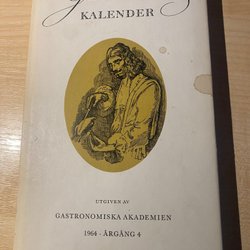 KALENDER
UTGIVEN AV
GASTRONOMISKA AKADEMIEN
1964 · ÅRGÅNG 4